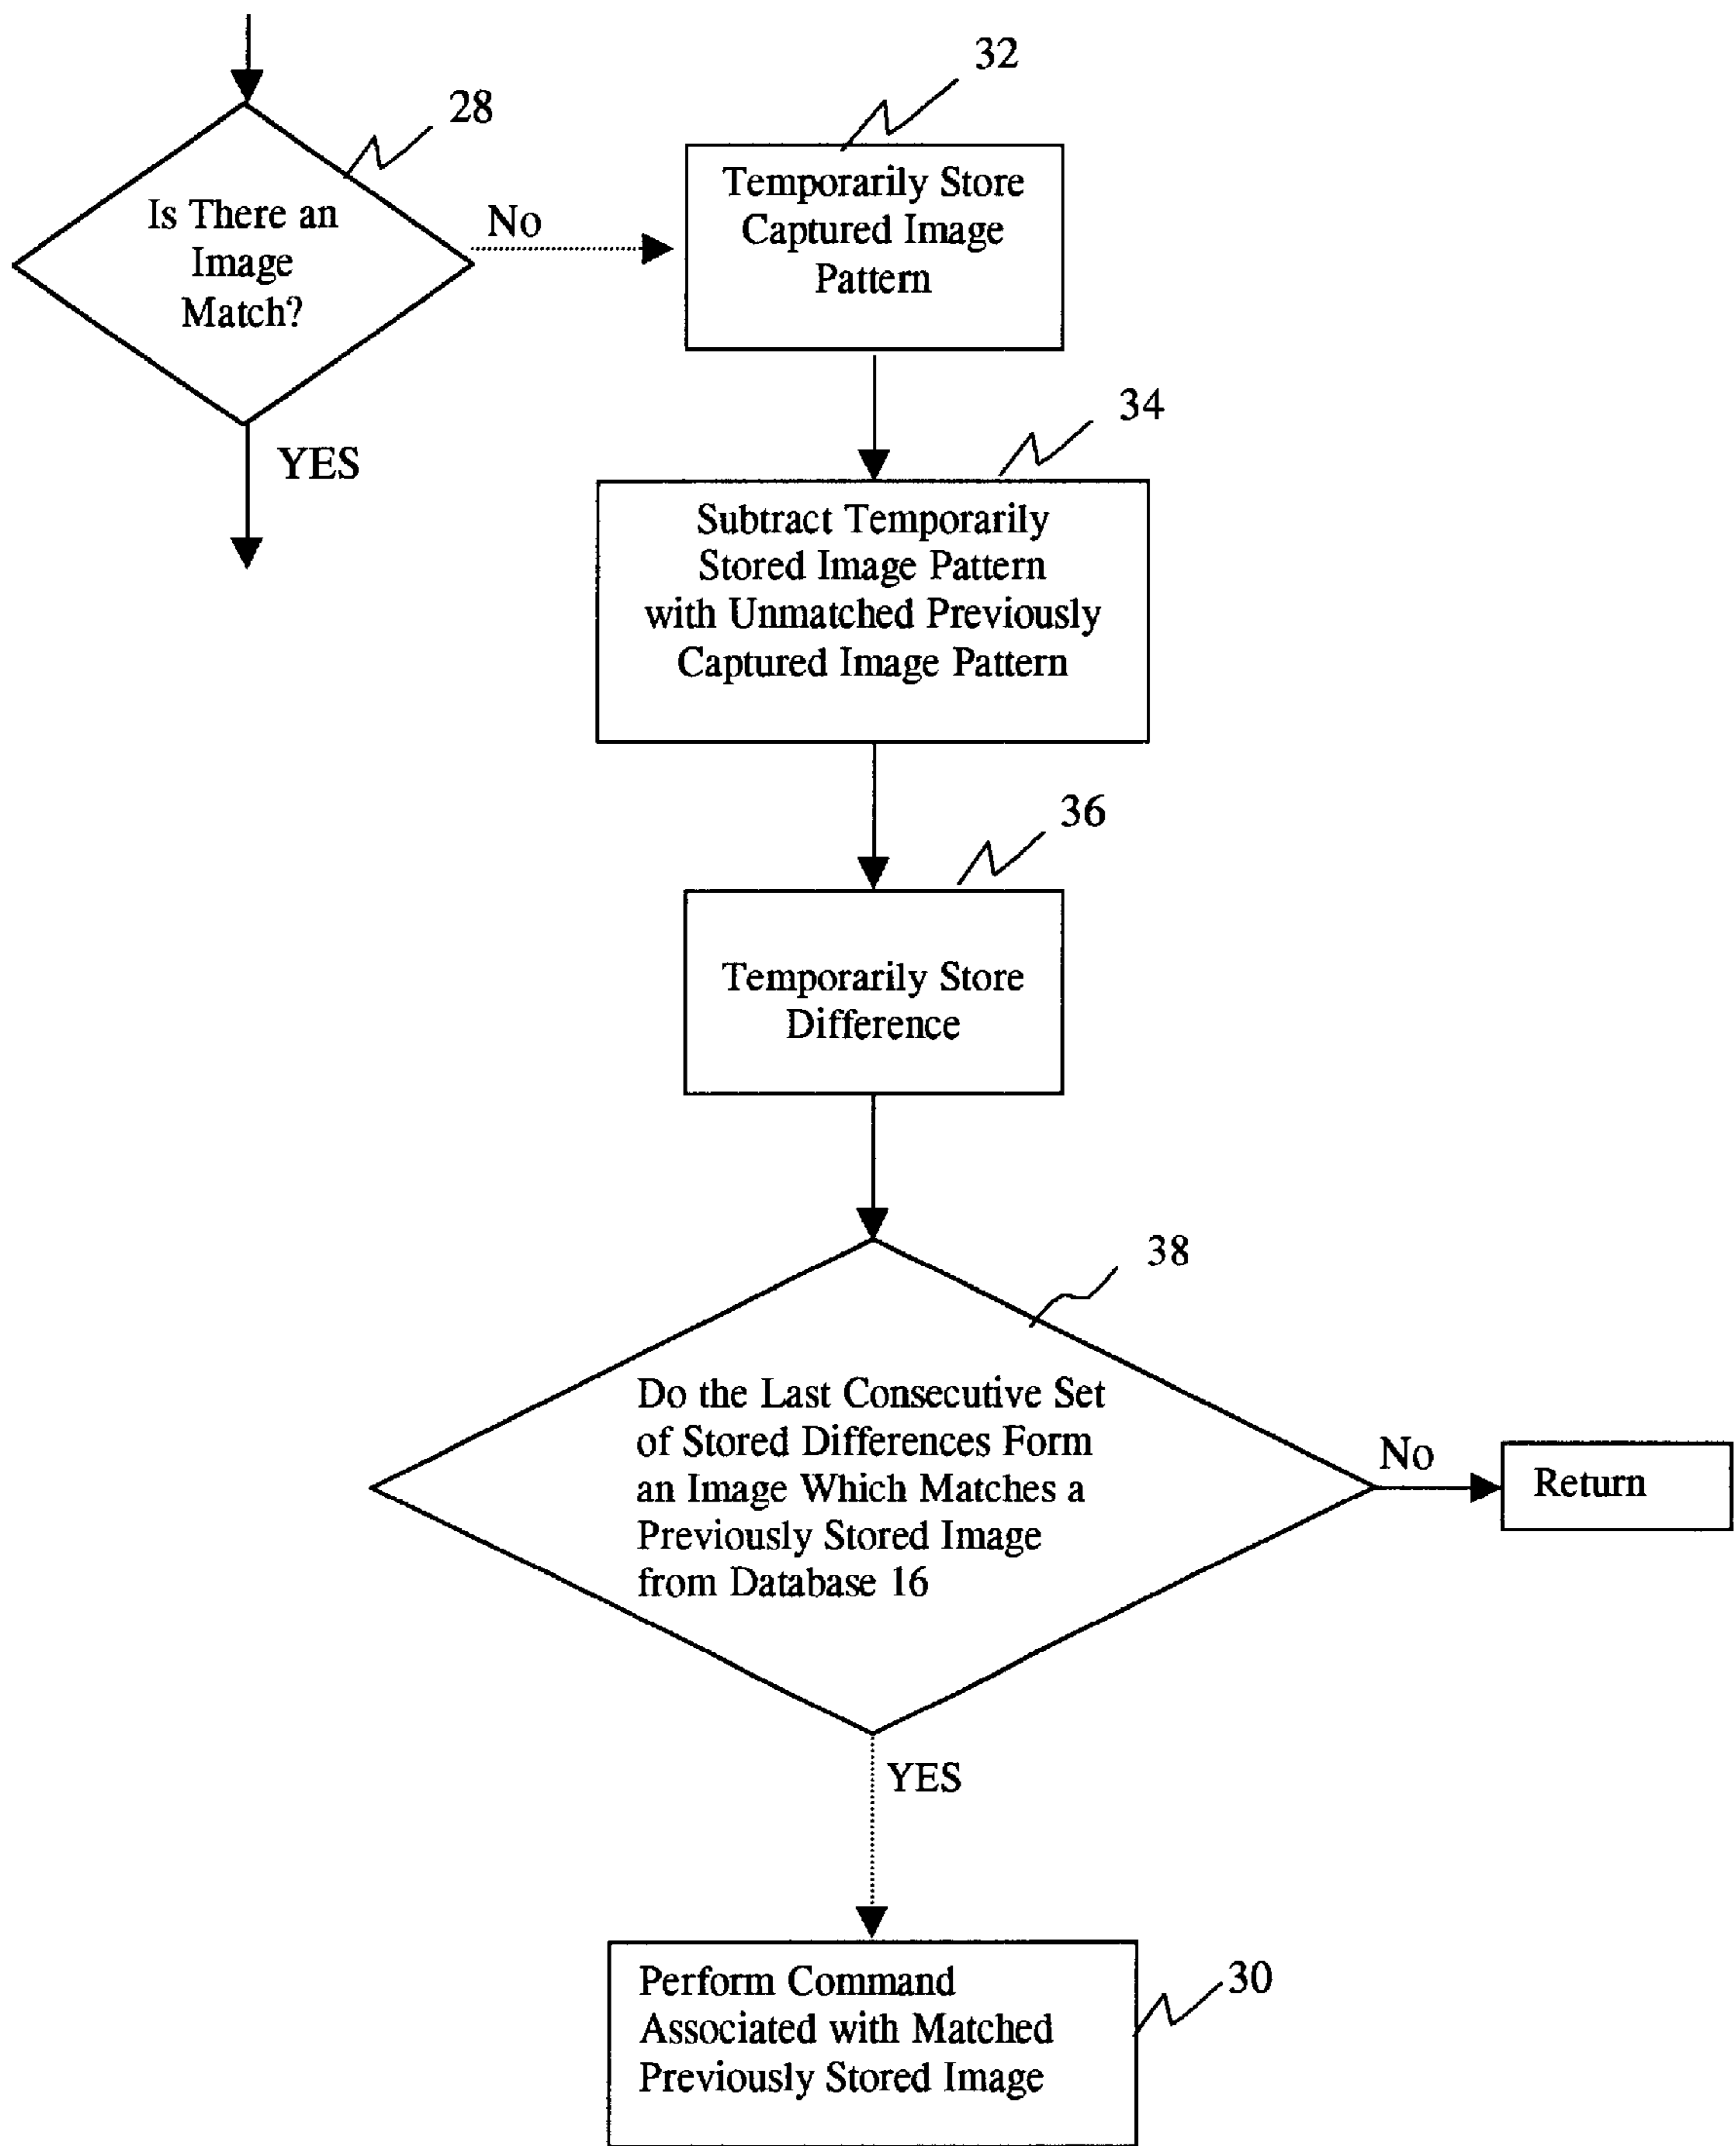 32
28
Is There an
Image
Match?
No
Temporarily Store
Captured Image
Pattern
YES
34
Subtract Temporarily
Stored Image Pattern
with Unmatched Previously
Captured Image Pattern
36
Temporarily Store
Difference
38
Do the Last Consecutive Set
of Stored Differences Form
an Image Which Matches a
Previously Stored Image
from Database 16
No
Return
YES
30
Perform Command
Associated with Matched
Previously Stored Image